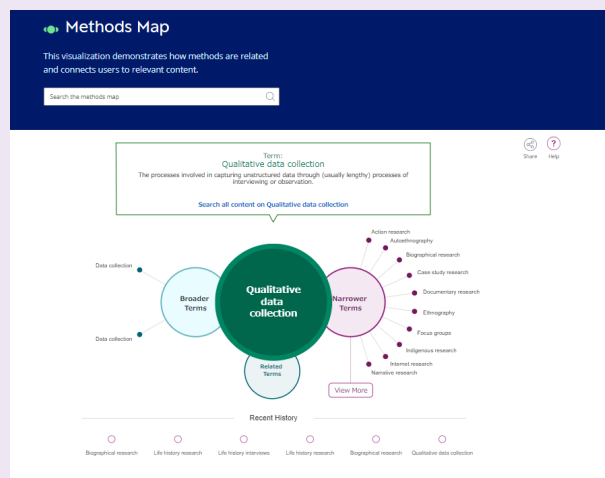 Methods Map
This visualization demonstrates how methods are related
and connects users to relevant content.
Search the methods map
Share
Help
Term:
Qualitative data collection
The processes involved in capturing unstructured data through (usually lengthy) processes of
interviewing or observation.
Search all content on Qualitative data collection
Data collection
Data collection
Broader
Terms
Qualitative
data
collection
Related
Terms
Narrower
Terms
Action research
Autoethnography
Biographical research
Case study research
Documentary research
Ethnography
Focus groups
Indigenous research
Internet research
Narrative research
View More
Recent History
Biographical research
Life history research
Life history interviews
Life history research
Biographical research
Qualitative data collection